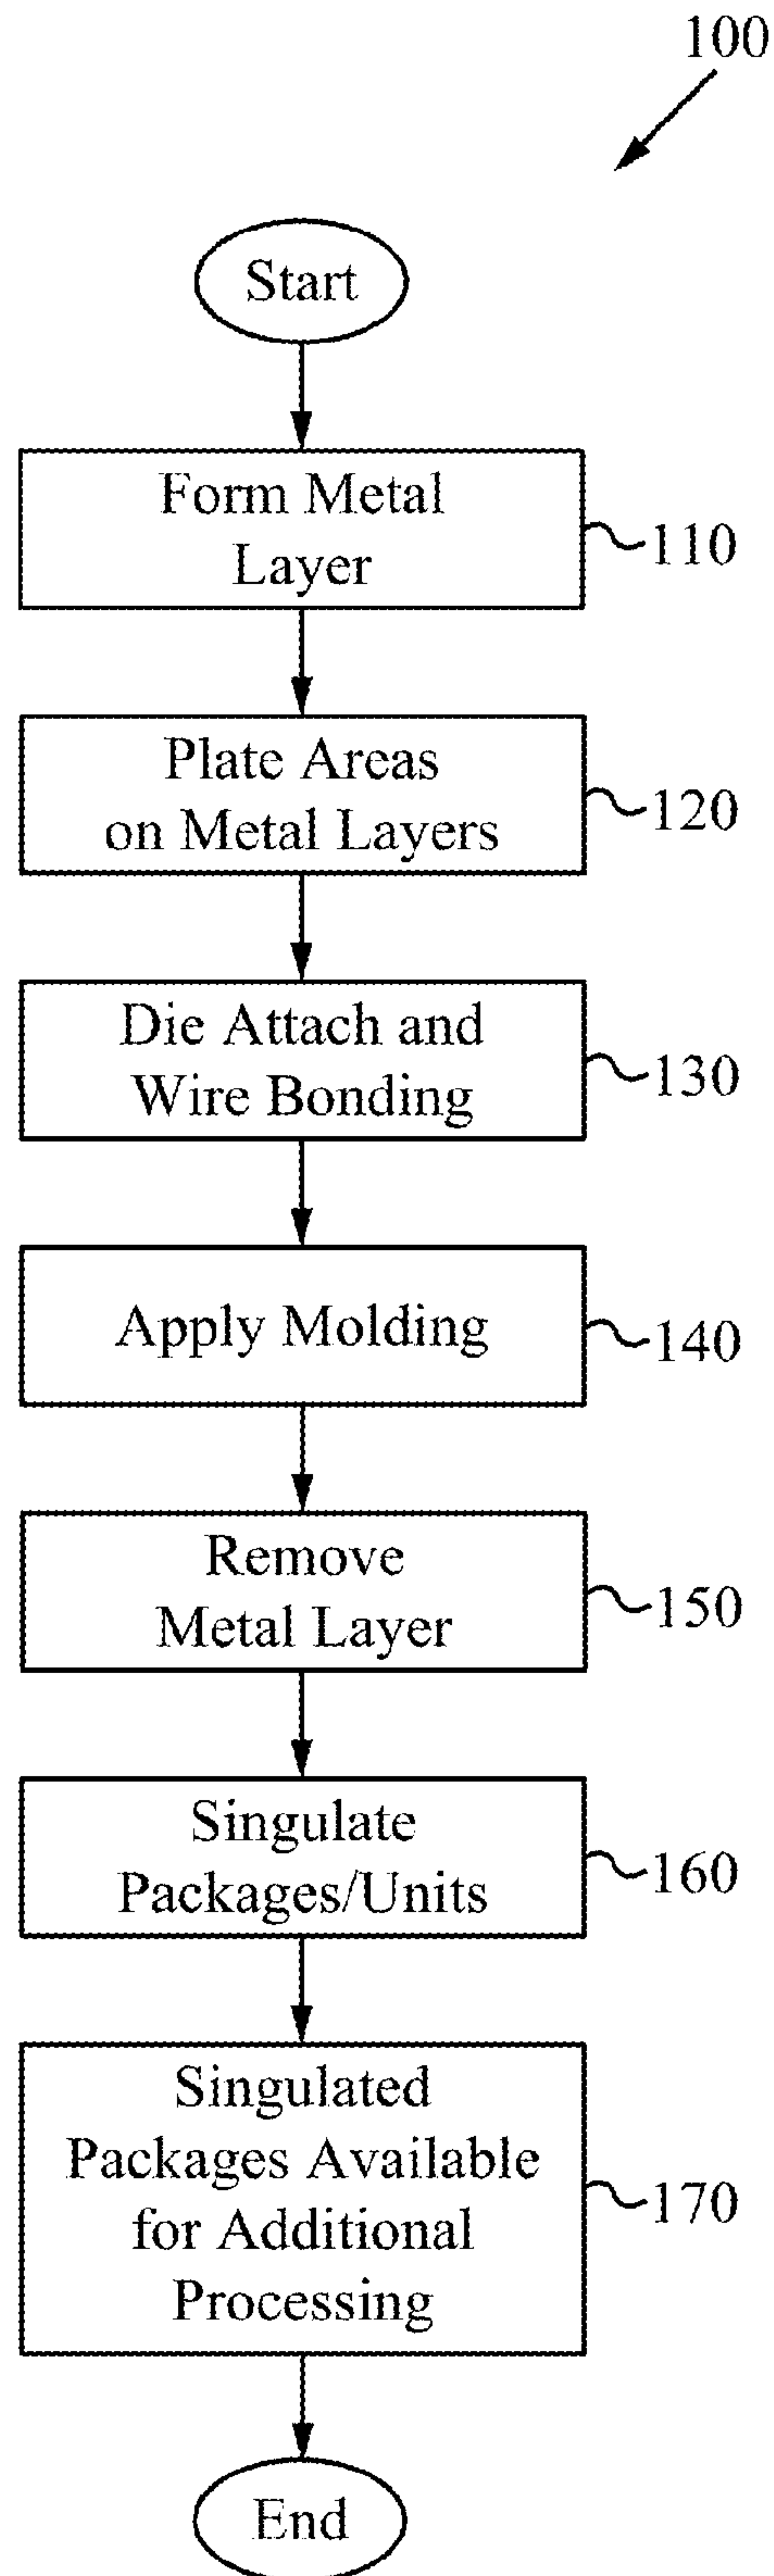 100
Start
Form Metal
Layer
110
Plate Areas
on Metal Layers
120
Die Attach and
Wire Bonding
130
Apply Molding
140
Remove
Metal Layer
150
Singulate
Packages/Units
160
Singulated
Packages Available
for Additional
Processing
170
End